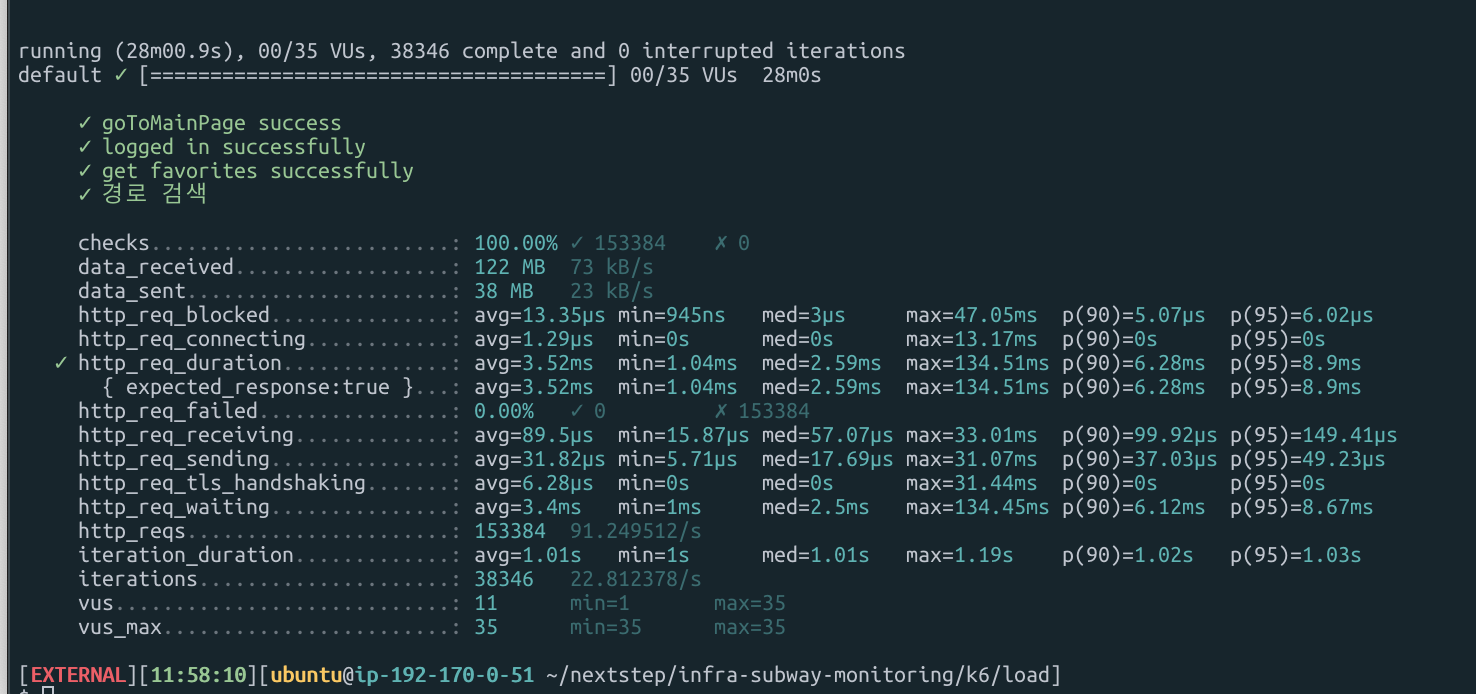 running (28m00.9s), 00/35 VUs, 38346 complete and 0 interrupted iterations
default ✓ [======================================] 00/35 VUs  28m0s
✓ goToMainPage success
✓ logged in successfully
✓ get favorites successfully
✓ 경로 검색
checks.........................: 100.00% ✓ 153384    ✗ 0
data_received..................: 122 MB  73 kB/s
data_sent......................: 38 MB   23 kB/s
http_req_blocked...............: avg=13.35µs min=945ns   med=3µs     max=47.05ms  p(90)=5.07µs  p(95)=6.02µs
http_req_connecting............: avg=1.29µs  min=0s      med=0s      max=13.17ms  p(90)=0s      p(95)=0s
✓ http_req_duration..............: avg=3.52ms  min=1.04ms  med=2.59ms  max=134.51ms p(90)=6.28ms  p(95)=8.9ms
{ expected_response:true }...: avg=3.52ms  min=1.04ms  med=2.59ms  max=134.51ms p(90)=6.28ms  p(95)=8.9ms
http_req_failed................: 0.00%   ✓ 0         ✗ 153384
http_req_receiving.............: avg=89.5µs  min=15.87µs med=57.07µs max=33.01ms  p(90)=99.92µs p(95)=149.41µs
http_req_sending...............: avg=31.82µs min=5.71µs  med=17.69µs max=31.07ms  p(90)=37.03µs p(95)=49.23µs
http_req_tls_handshaking.......: avg=6.28µs  min=0s      med=0s      max=31.44ms  p(90)=0s      p(95)=0s
http_req_waiting...............: avg=3.4ms   min=1ms     med=2.5ms   max=134.45ms p(90)=6.12ms  p(95)=8.67ms
http_reqs......................: 153384  91.249512/s
iteration_duration.............: avg=1.01s   min=1s      med=1.01s   max=1.19s    p(90)=1.02s   p(95)=1.03s
iterations.....................: 38346   22.812378/s
vus............................: 11      min=1       max=35
vus_max........................: 35      min=35      max=35
[EXTERNAL][11:58:10][ubuntu@ip-192-170-0-51 ~/nextstep/infra-subway-monitoring/k6/load]
$